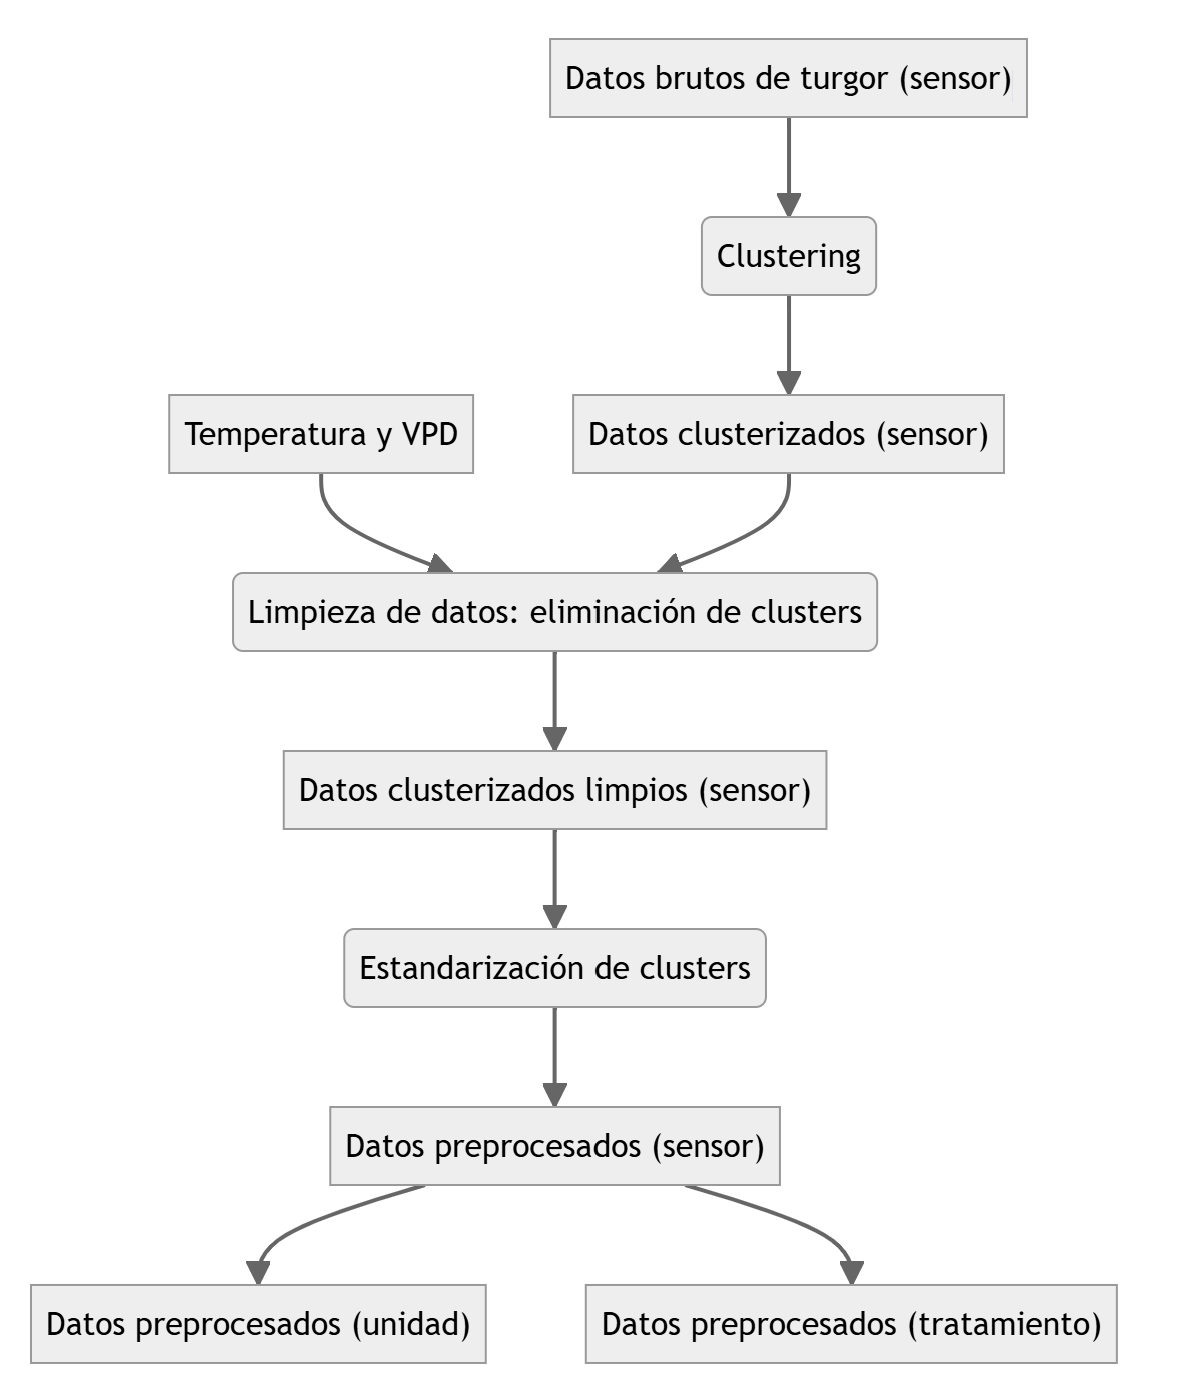 Datos brutos de turgor (sensor)
Clustering
Temperatura y VPD
Datos clusterizados (sensor)
Limpieza de datos: eliminación de clusters
Datos clusterizados limpios (sensor)
Estandarización de clusters
Datos preprocesados (sensor)
Datos preprocesados (unidad)
Datos preprocesados (tratamiento)